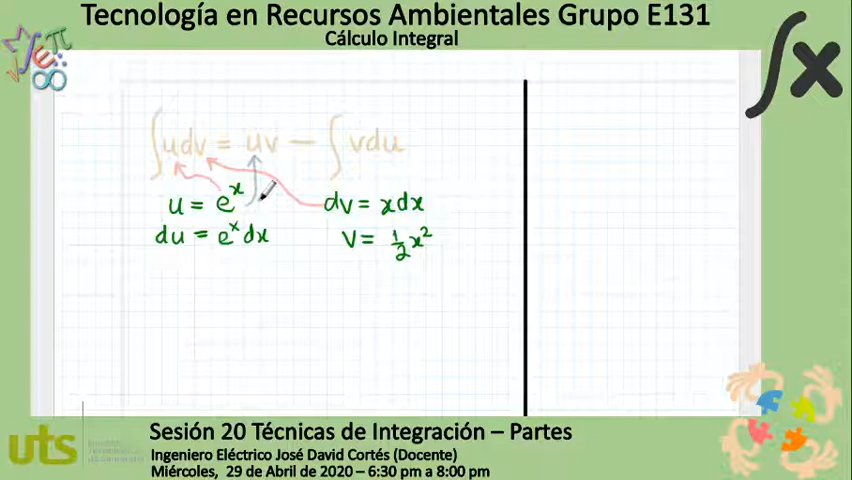 Tecnología en Recursos Ambientales Grupo E131
Cálculo Integral
∫x
∫udv = uv − ∫vdu
u = eˣ dv = xdx
du = eˣdx v = ½x²
Sesión 20 Técnicas de Integración – Partes
uts
Ingeniero Eléctrico José David Cortés (Docente)
Miércoles, 29 de Abril de 2020 – 6:30 pm a 8:00 pm